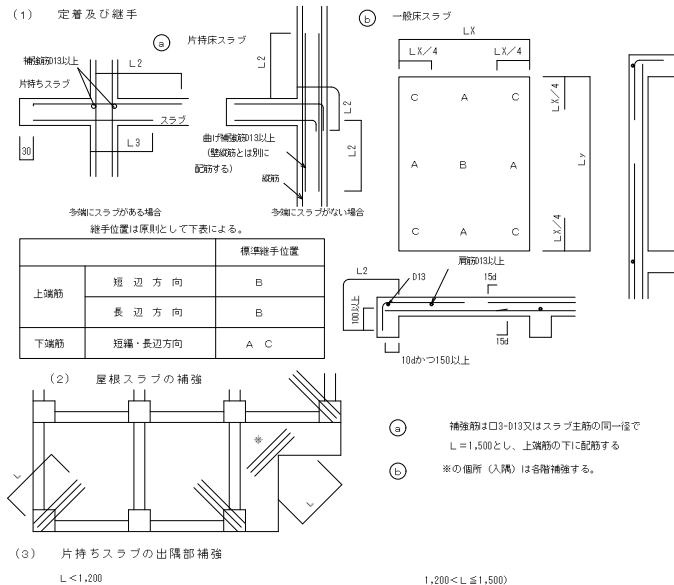 (1) 定着及び継手
ⓐ 片持床スラブ
ⓑ 一般床スラブ
補強筋D13以上
L2
片持ちスラブ
スラブ
30
L3
多端にスラブがある場合
L2
L2
L2
曲げ補強筋D13以上
(壁縦筋とは別に
配筋する)
縦筋
多端にスラブがない場合
LX
LX/4 LX/4
C A C
A B A
C A C
LX/4
Ly
LX/4
継手位置は原則として下表による。
標準継手位置
上端筋 短辺方向 B
長辺方向 B
下端筋 短編・長辺方向 A C
L2
D13
肩筋D13以上
15d
100以上
15d
10dかつ150以上
(2) 屋根スラブの補強
※
L
L
ⓐ 補強筋は口3-D13又はスラブ主筋の同一径で
L=1,500とし、上端筋の下に配筋する
ⓑ ※の個所(入隅)は各階補強する。
(3) 片持ちスラブの出隅部補強
L<1,200
1,200<L≦1,500)